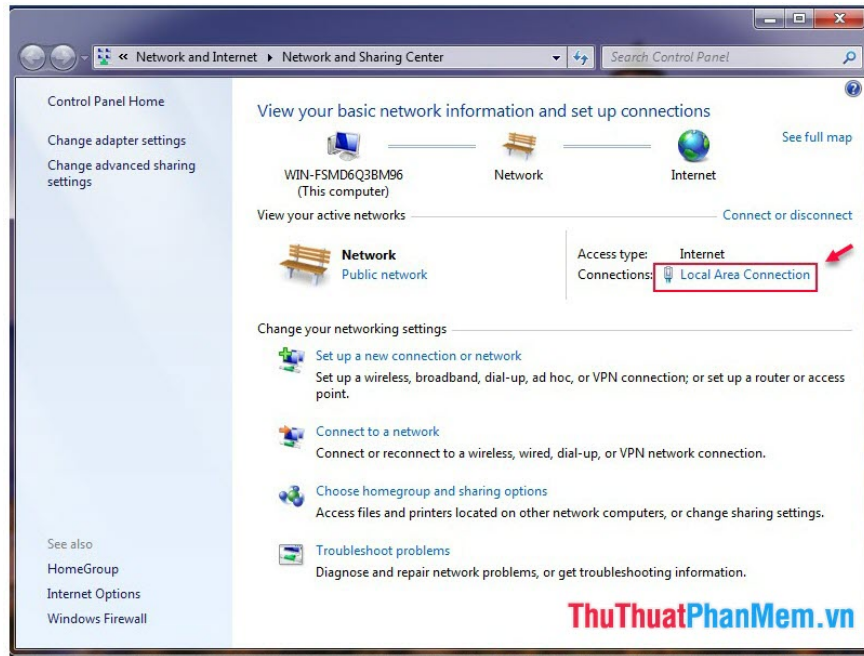 « Network and Internet ▸ Network and Sharing Center
Search Control Panel
Control Panel Home
Change adapter settings
Change advanced sharing
settings
View your basic network information and set up connections
See full map
WIN-FSMD6Q3BM96
(This computer)
Network
Internet
View your active networks
Connect or disconnect
Network
Public network
Access type: Internet
Connections: Local Area Connection
Change your networking settings
Set up a new connection or network
Set up a wireless, broadband, dial-up, ad hoc, or VPN connection; or set up a router or access
point.
Connect to a network
Connect or reconnect to a wireless, wired, dial-up, or VPN network connection.
Choose homegroup and sharing options
Access files and printers located on other network computers, or change sharing settings.
Troubleshoot problems
Diagnose and repair network problems, or get troubleshooting information.
See also
HomeGroup
Internet Options
Windows Firewall
ThuThuatPhanMem.vn